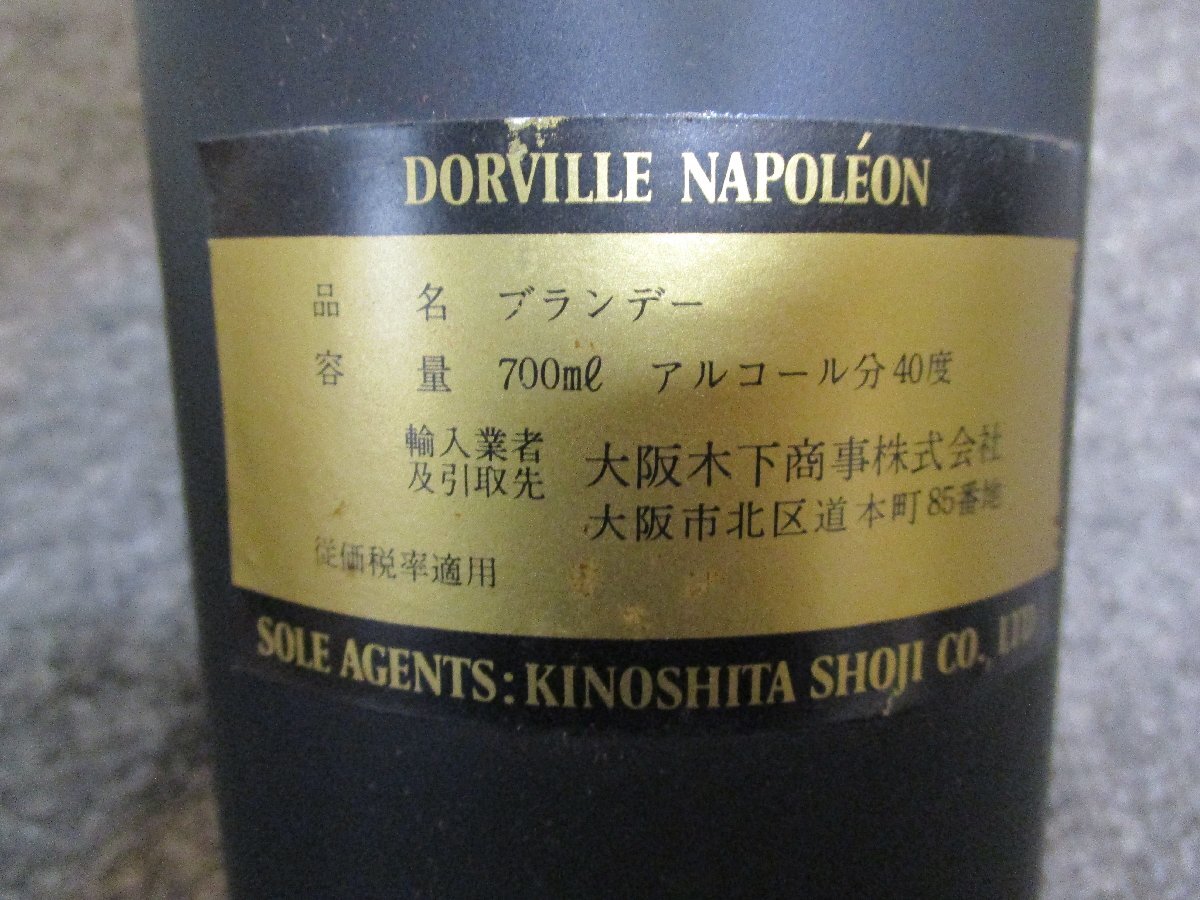 DORVILLE NAPOLÉON
品名 ブランデー
容量 700mℓ アルコール分40度
輸入業者
及引取先
大阪木下商事株式会社
大阪市北区道本町85番地
従価税率適用
SOLE AGENTS: KINOSHITA SHOJI CO., LTD